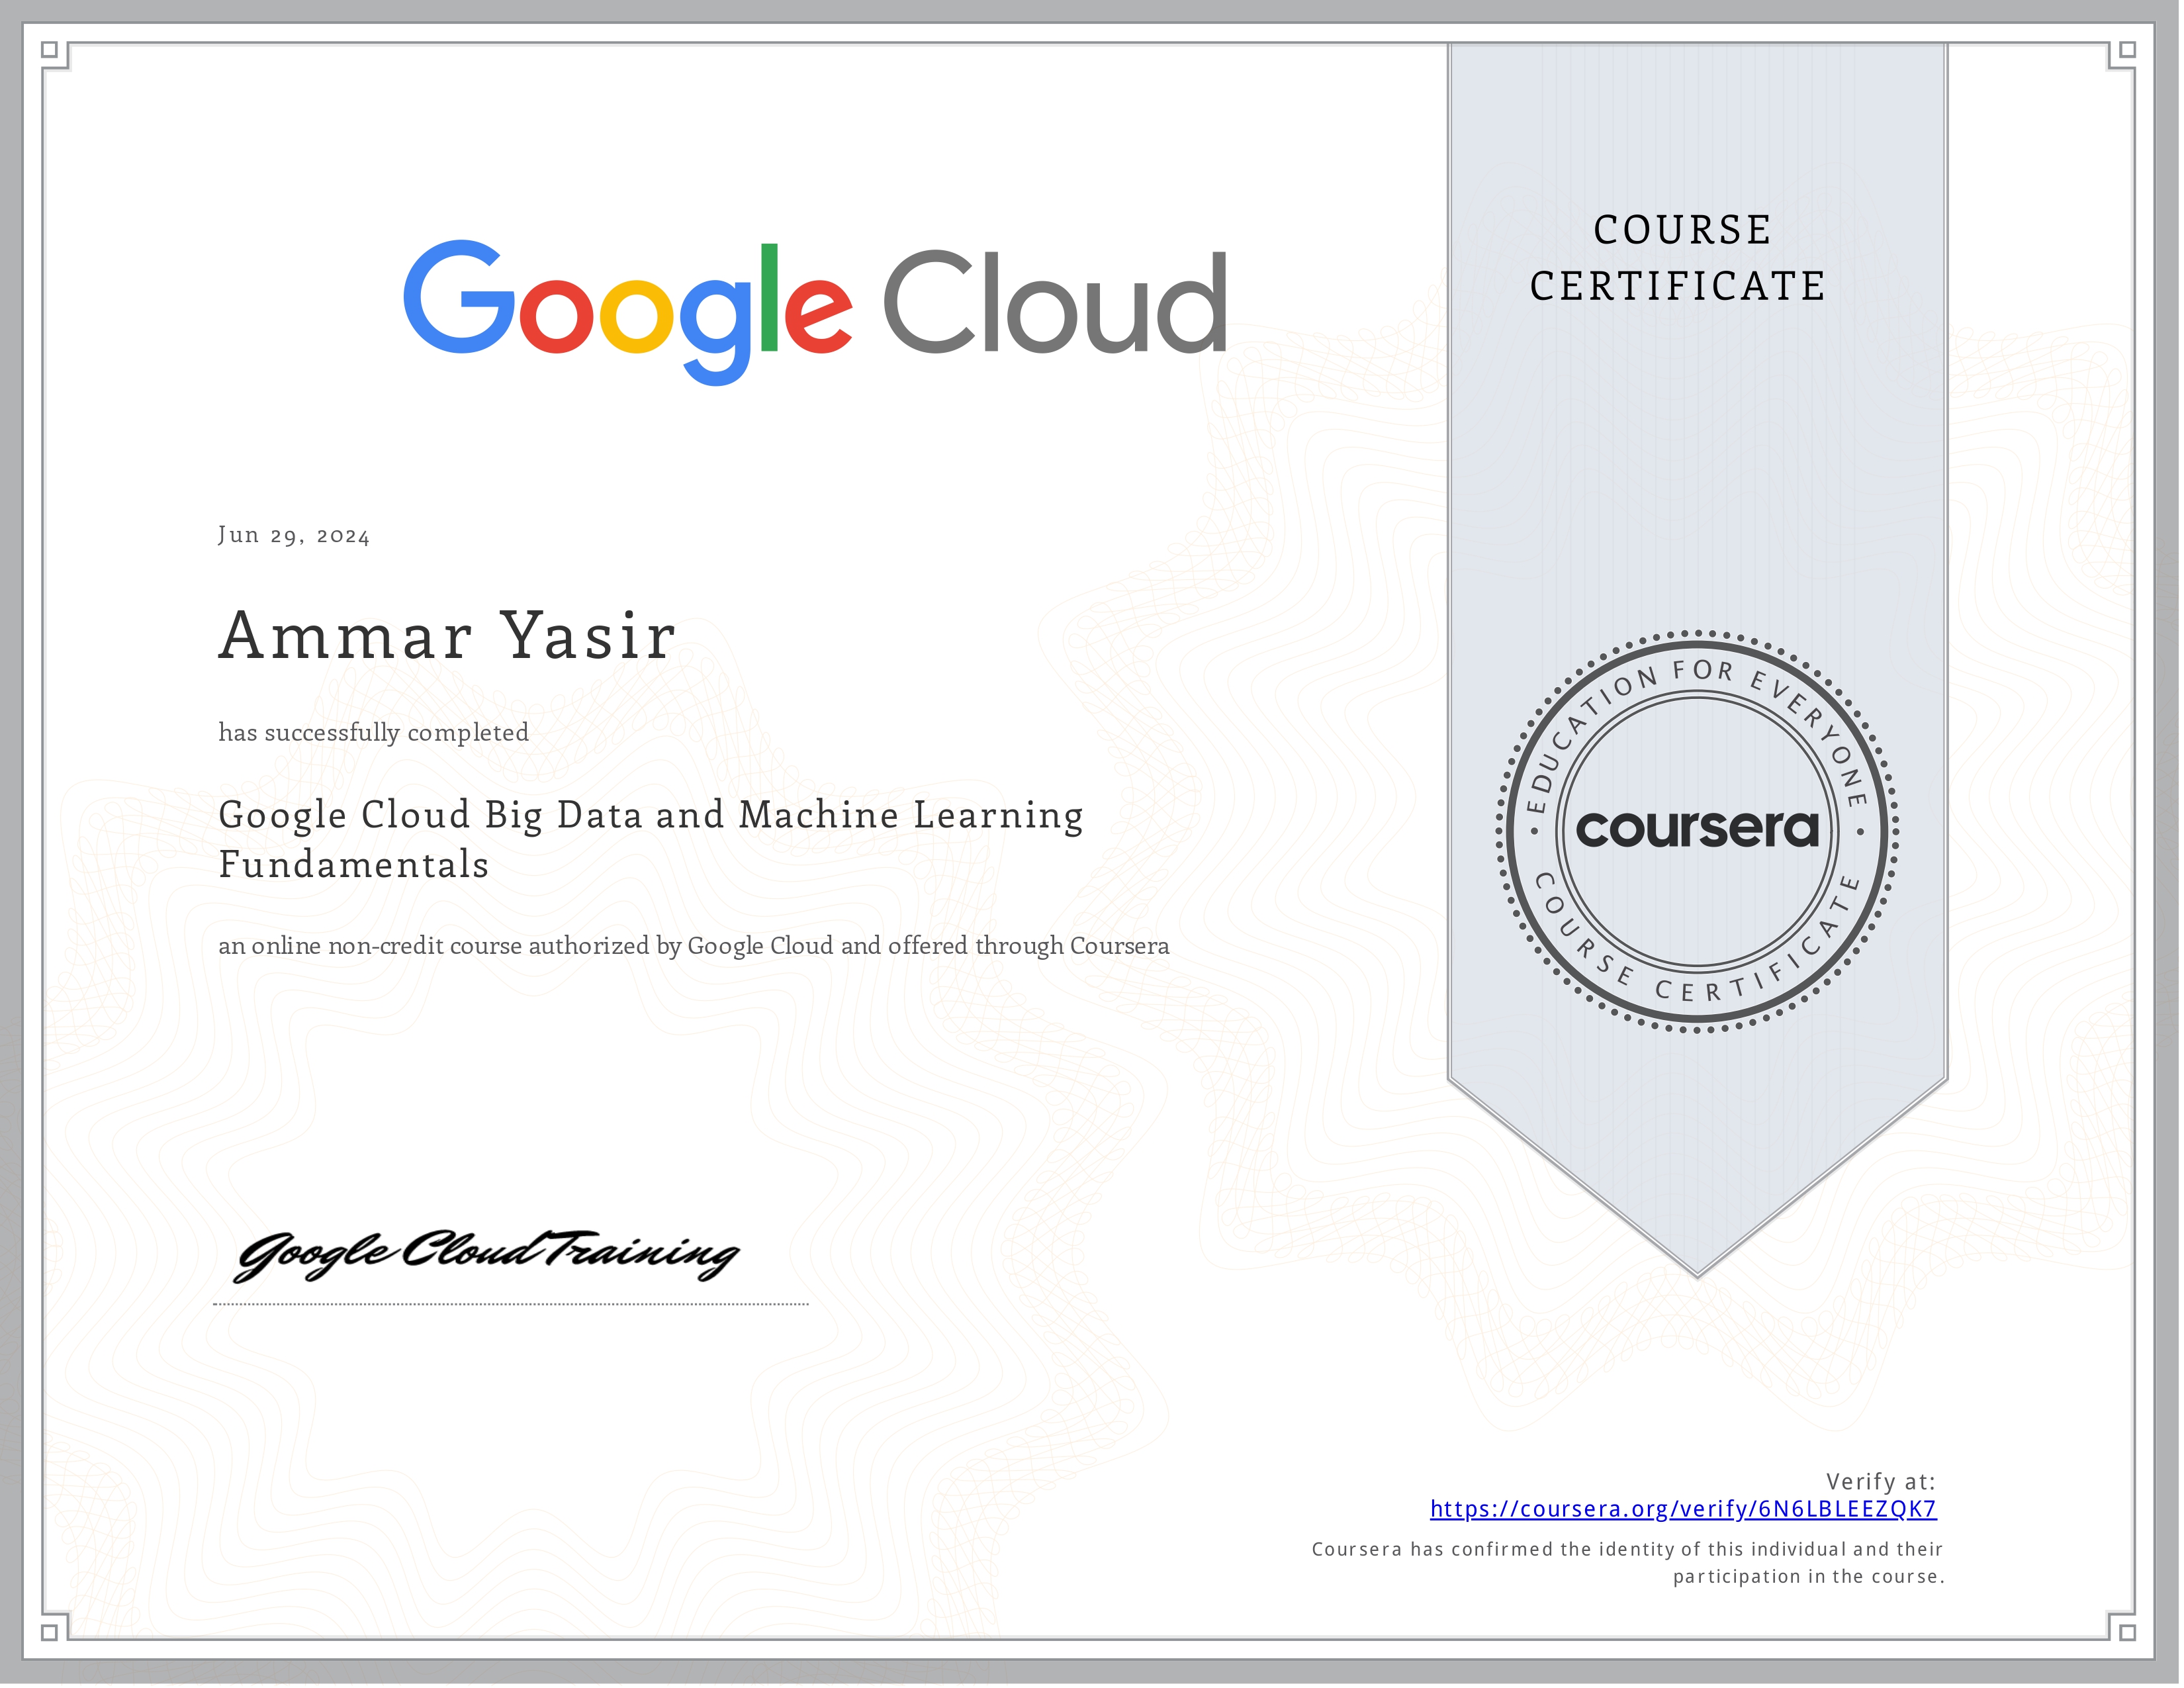 Google Cloud
COURSE
CERTIFICATE
Jun 29, 2024
Ammar Yasir
has successfully completed
Google Cloud Big Data and Machine Learning
Fundamentals
an online non-credit course authorized by Google Cloud and offered through Coursera
EDUCATION FOR EVERYONE
coursera
COURSE CERTIFICATE
Google Cloud Training
Verify at:
https://coursera.org/verify/6N6LBLEEZQK7
Coursera has confirmed the identity of this individual and their
participation in the course.